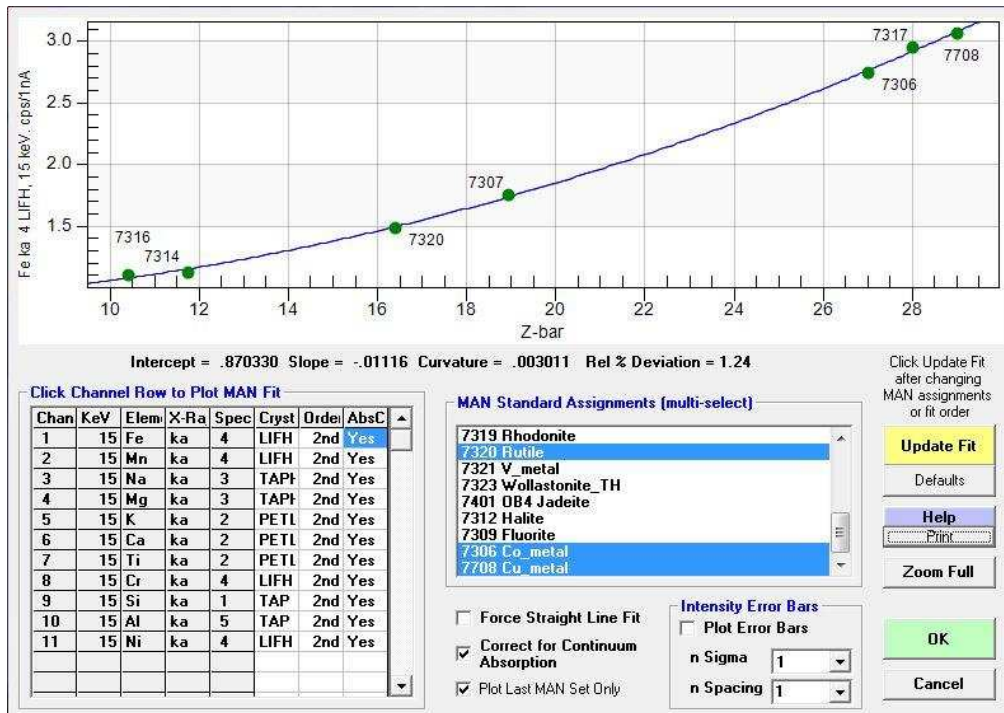 Fe ka 4 LIFH, 15 keV. cps/1nA
3.0
2.5
2.0
1.5
7316
7314
7320
7307
7317
7708
7306
10 12 14 16 18 20 22 24 26 28
Z-bar
Intercept = .870330 Slope = -.01116 Curvature = .003011 Rel % Deviation = 1.24
Click Channel Row to Plot MAN Fit
Chan KeV Elem X-Ra Spec Cryst Order AbsC
1 15 Fe ka 4 LIFH 2nd Yes
2 15 Mn ka 4 LIFH 2nd Yes
3 15 Na ka 3 TAPH 2nd Yes
4 15 Mg ka 3 TAPH 2nd Yes
5 15 K ka 2 PETL 2nd Yes
6 15 Ca ka 2 PETL 2nd Yes
7 15 Ti ka 2 PETL 2nd Yes
8 15 Cr ka 4 LIFH 2nd Yes
9 15 Si ka 1 TAP 2nd Yes
10 15 Al ka 5 TAP 2nd Yes
11 15 Ni ka 4 LIFH 2nd Yes
MAN Standard Assignments (multi-select)
7319 Rhodonite
7320 Rutile
7321 V_metal
7323 Wollastonite_TH
7401 OB4 Jadeite
7312 Halite
7309 Fluorite
7306 Co_metal
7708 Cu_metal
Force Straight Line Fit
Correct for Continuum
Absorption
Plot Last MAN Set Only
Intensity Error Bars
Plot Error Bars
n Sigma 1
n Spacing 1
Click Update Fit
after changing
MAN assignments
or fit order
Update Fit
Defaults
Help
Print
Zoom Full
OK
Cancel